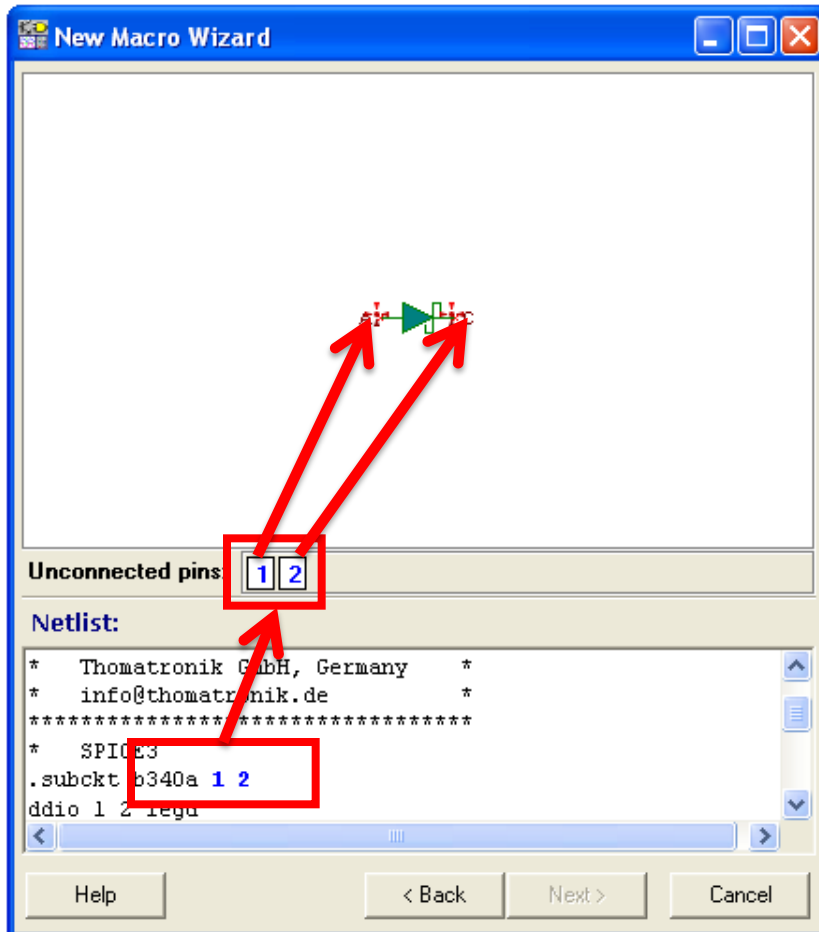 New Macro Wizard
A C
Unconnected pins: 1 2
Netlist:
* Thomatronik GmbH, Germany *
* info@thomatronik.de *
**********************************
* SPICE3
.subckt b340a 1 2
ddio 1 2 legd
Help < Back Next > Cancel